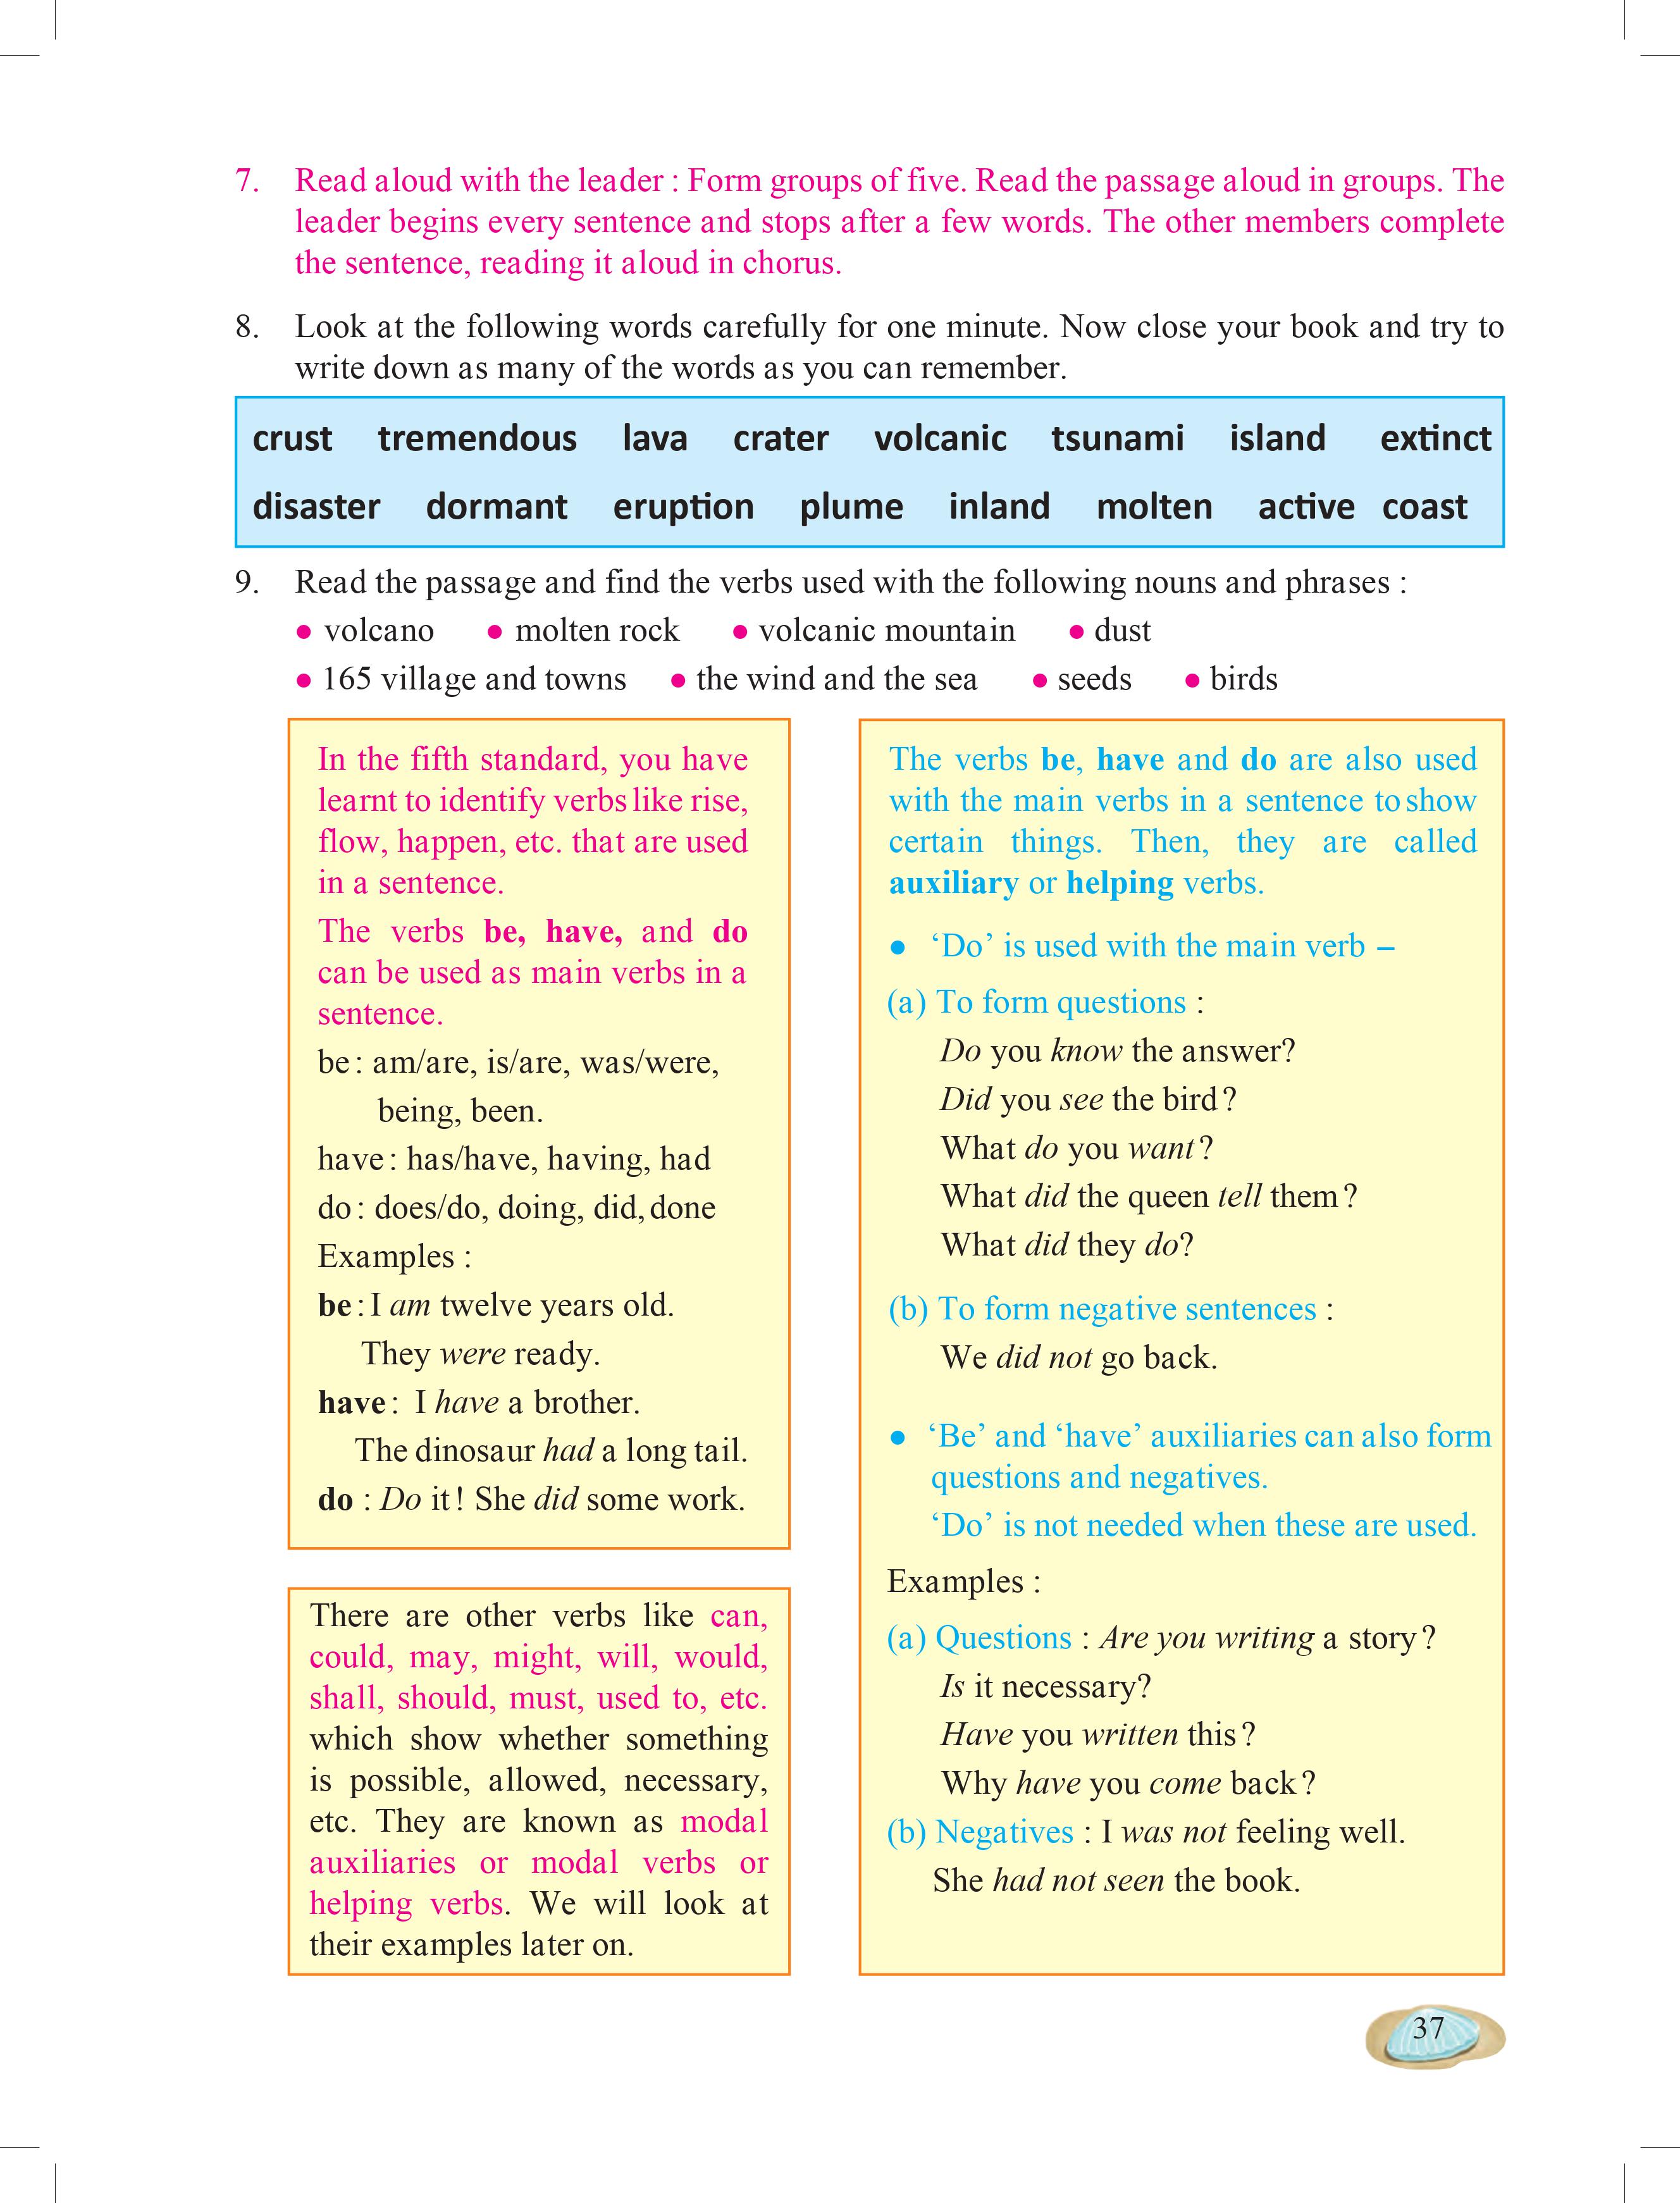 7. Read aloud with the leader : Form groups of five. Read the passage aloud in groups. The
leader begins every sentence and stops after a few words. The other members complete
the sentence, reading it aloud in chorus.
8. Look at the following words carefully for one minute. Now close your book and try to
write down as many of the words as you can remember.
crust tremendous lava crater volcanic tsunami island extinct
disaster dormant eruption plume inland molten active coast
9. Read the passage and find the verbs used with the following nouns and phrases :
● volcano ● molten rock ● volcanic mountain ● dust
● 165 village and towns ● the wind and the sea ● seeds ● birds
In the fifth standard, you have
learnt to identify verbs like rise,
flow, happen, etc. that are used
in a sentence.
The verbs be, have, and do
can be used as main verbs in a
sentence.
be : am/are, is/are, was/were,
being, been.
have : has/have, having, had
do : does/do, doing, did, done
Examples :
be : I am twelve years old.
They were ready.
have : I have a brother.
The dinosaur had a long tail.
do : Do it! She did some work.
There are other verbs like can,
could, may, might, will, would,
shall, should, must, used to, etc.
which show whether something
is possible, allowed, necessary,
etc. They are known as modal
auxiliaries or modal verbs or
helping verbs. We will look at
their examples later on.
The verbs be, have and do are also used
with the main verbs in a sentence to show
certain things. Then, they are called
auxiliary or helping verbs.
● ‘Do’ is used with the main verb –
(a) To form questions :
Do you know the answer?
Did you see the bird?
What do you want?
What did the queen tell them?
What did they do?
(b) To form negative sentences :
We did not go back.
● ‘Be’ and ‘have’ auxiliaries can also form
questions and negatives.
‘Do’ is not needed when these are used.
Examples :
(a) Questions : Are you writing a story?
Is it necessary?
Have you written this?
Why have you come back?
(b) Negatives : I was not feeling well.
She had not seen the book.
37